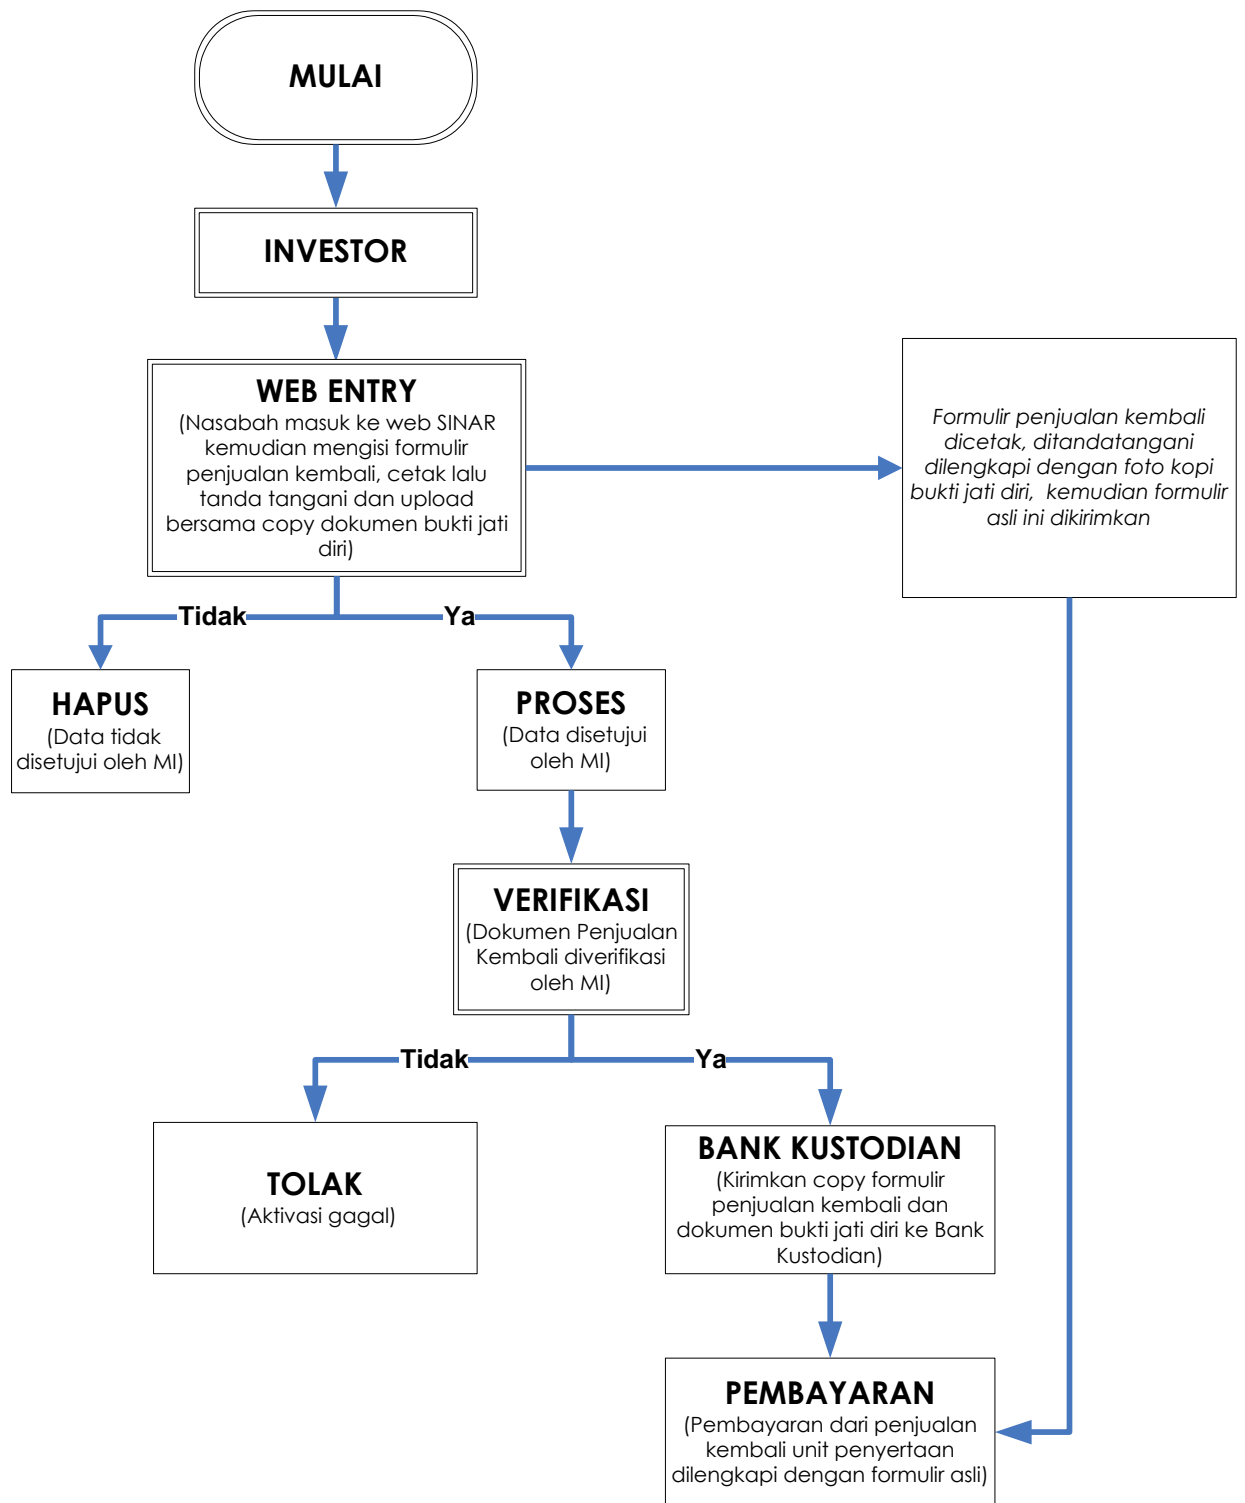 MULAI
INVESTOR
WEB ENTRY
(Nasabah masuk ke web SINAR
kemudian mengisi formulir
penjualan kembali, cetak lalu
tanda tangani dan upload
bersama copy dokumen bukti jati
diri)
Formulir penjualan kembali
dicetak, ditandatangani
dilengkapi dengan foto kopi
bukti jati diri,  kemudian formulir
asli ini dikirimkan
Tidak
Ya
HAPUS
(Data tidak
disetujui oleh MI)
PROSES
(Data disetujui
oleh MI)
VERIFIKASI
(Dokumen Penjualan
Kembali diverifikasi
oleh MI)
Tidak
Ya
TOLAK
(Aktivasi gagal)
BANK KUSTODIAN
(Kirimkan copy formulir
penjualan kembali dan
dokumen bukti jati diri ke Bank
Kustodian)
PEMBAYARAN
(Pembayaran dari penjualan
kembali unit penyertaan
dilengkapi dengan formulir asli)